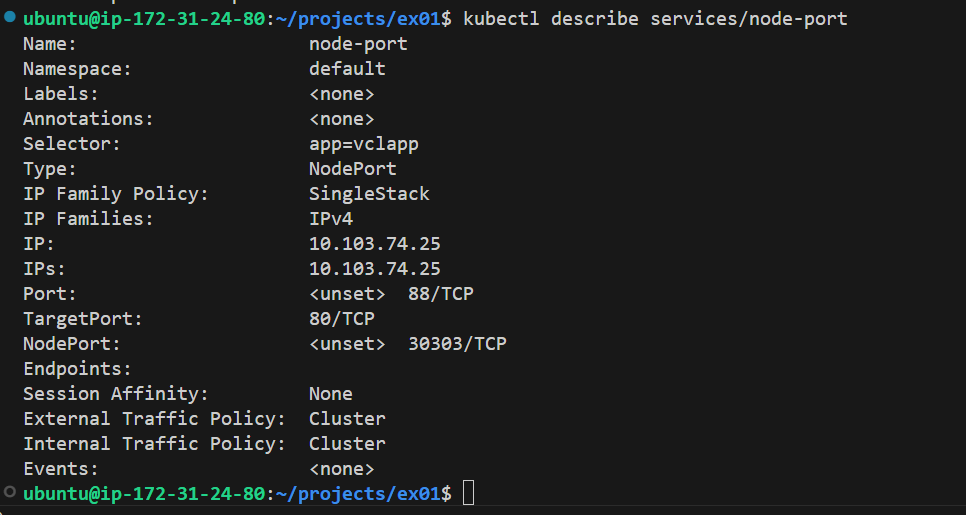 ubuntu@ip-172-31-24-80:~/projects/ex01$ kubectl describe services/node-port
Name:                     node-port
Namespace:                default
Labels:                   <none>
Annotations:              <none>
Selector:                 app=vclapp
Type:                     NodePort
IP Family Policy:         SingleStack
IP Families:              IPv4
IP:                       10.103.74.25
IPs:                      10.103.74.25
Port:                     <unset>  88/TCP
TargetPort:               80/TCP
NodePort:                 <unset>  30303/TCP
Endpoints:
Session Affinity:         None
External Traffic Policy:  Cluster
Internal Traffic Policy:  Cluster
Events:                   <none>
ubuntu@ip-172-31-24-80:~/projects/ex01$